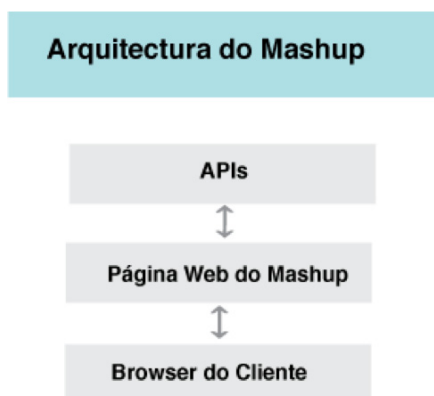 Arquitectura do Mashup
APIs
Página Web do Mashup
Browser do Cliente